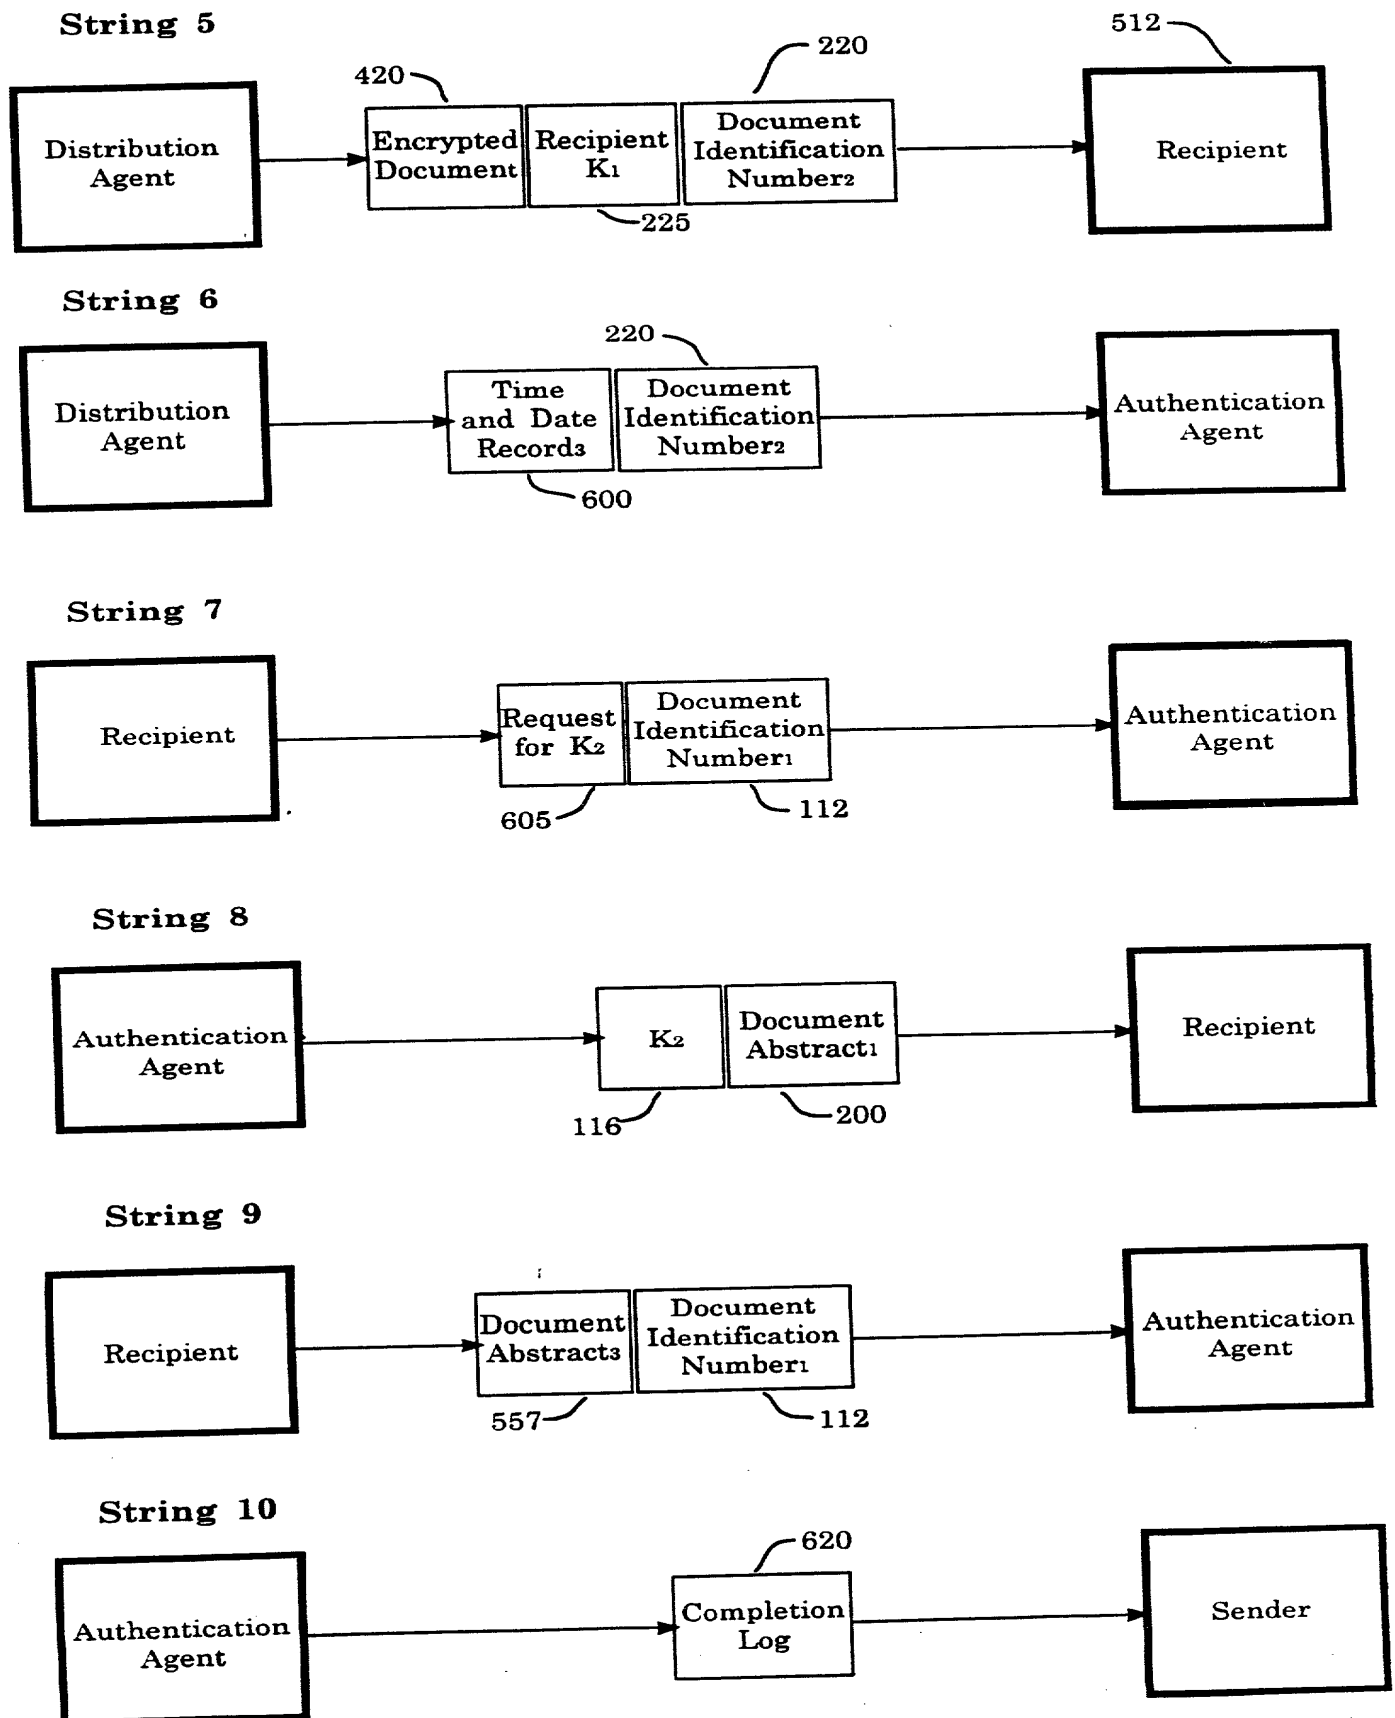 String 5
512
220
420
Distribution
Agent
Encrypted
Document
Recipient
K₁
Document
Identification
Number₂
Recipient
225
String 6
220
Distribution
Agent
Time
and Date
Record₃
Document
Identification
Number₂
Authentication
Agent
600
String 7
Recipient
Request
for K₂
Document
Identification
Number₁
Authentication
Agent
605
112
String 8
Authentication
Agent
K₂
Document
Abstract₁
Recipient
116
200
String 9
Recipient
Document
Abstract₃
Document
Identification
Number₁
Authentication
Agent
557
112
String 10
620
Authentication
Agent
Completion
Log
Sender